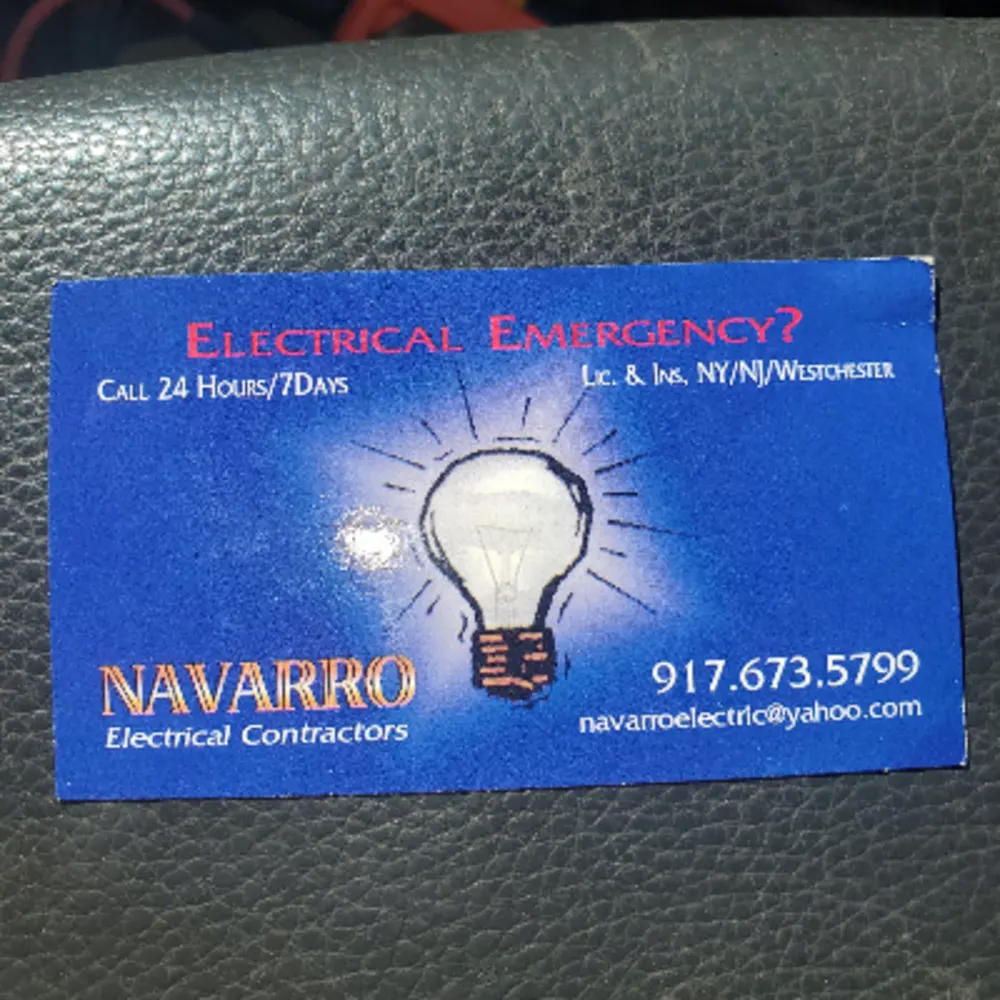 ELECTRICAL EMERGENCY?
CALL 24 HOURS/7DAYS
LIC. & INS, NY/NJ/WESTCHESTER
NAVARRO
Electrical Contractors
917.673.5799
navarroelectric@yahoo.com